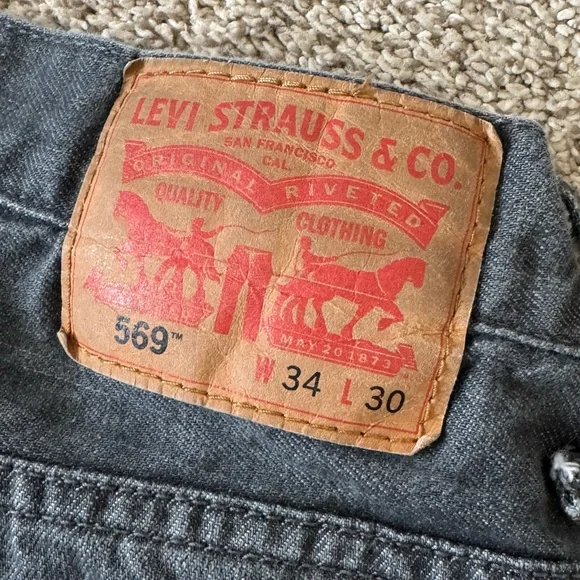 LEVI STRAUSS & CO.
SAN FRANCISCO
CAL.
ORIGINAL RIVETED
QUALITY CLOTHING
MAY 20 1873
569™
W 34 L 30